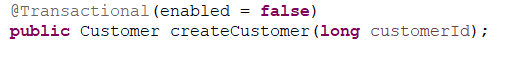 @Transactional(enabled = false)
public Customer createCustomer(long customerId);